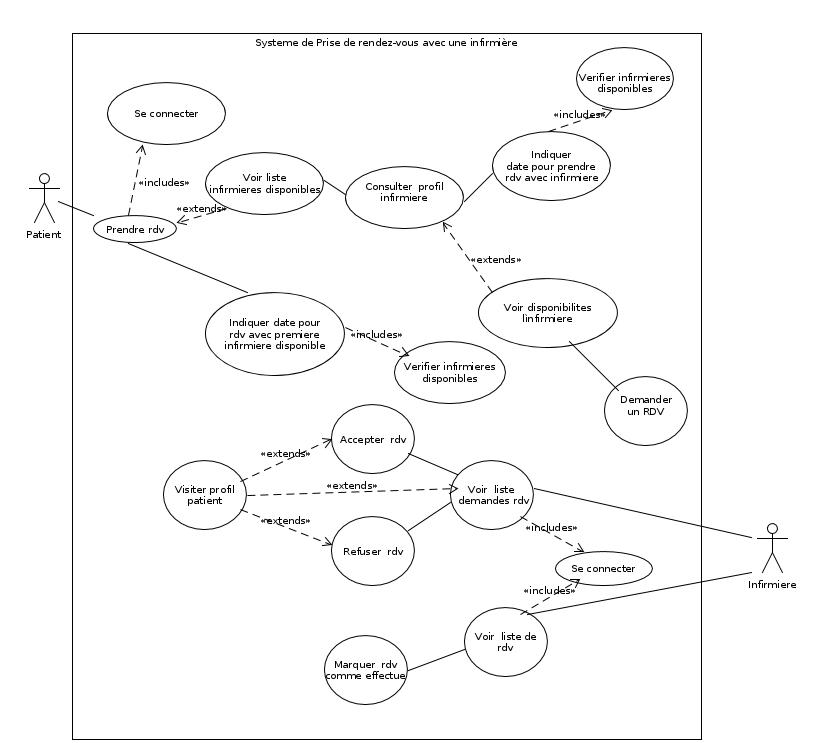 Systeme de Prise de rendez-vous avec une infirmière
Verifier infirmieres
disponibles
«includes»
Se connecter
Indiquer
date pour prendre
rdv avec infirmiere
Voir liste
infirmieres disponibles
Consulter profil
infirmiere
«includes»
«extends»
Patient
Prendre rdv
«extends»
Voir disponibilites
linfirmiere
Indiquer date pour
rdv avec premiere
infirmiere disponible
«includes»
Verifier infirmieres
disponibles
Demander
un RDV
Accepter rdv
«extends»
Visiter profil
patient
«extends»
Voir liste
demandes rdv
«extends»
Refuser rdv
«includes»
Se connecter
Infirmiere
«includes»
Voir liste de
rdv
Marquer rdv
comme effectue